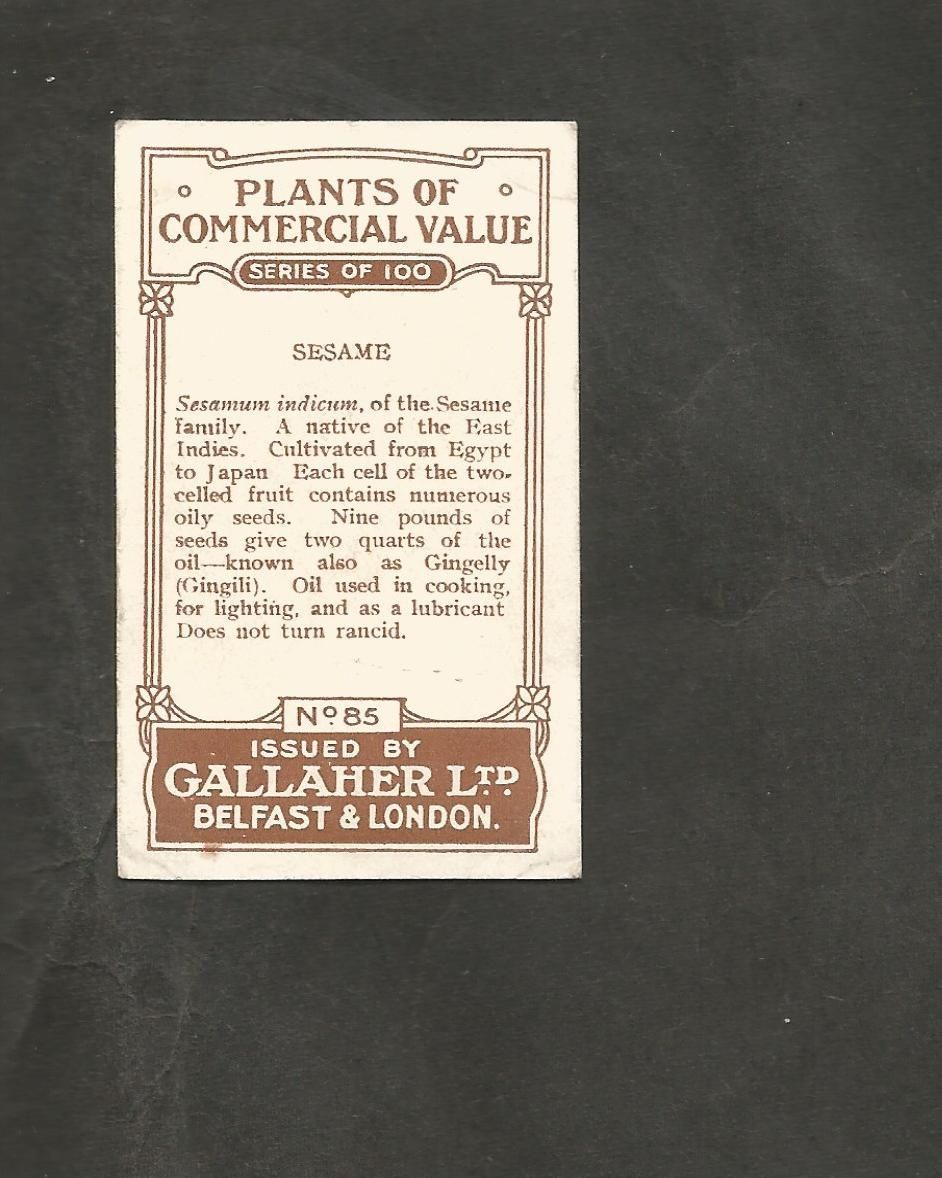 PLANTS OF
COMMERCIAL VALUE
SERIES OF 100
SESAME
Sesamum indicum, of the Sesame
family. A native of the East
Indies. Cultivated from Egypt
to Japan Each cell of the two-
celled fruit contains numerous
oily seeds. Nine pounds of
seeds give two quarts of the
oil—known also as Gingelly
(Gingili). Oil used in cooking,
for lighting, and as a lubricant
Does not turn rancid.
No 85
ISSUED BY
GALLAHER LTD.
BELFAST & LONDON.